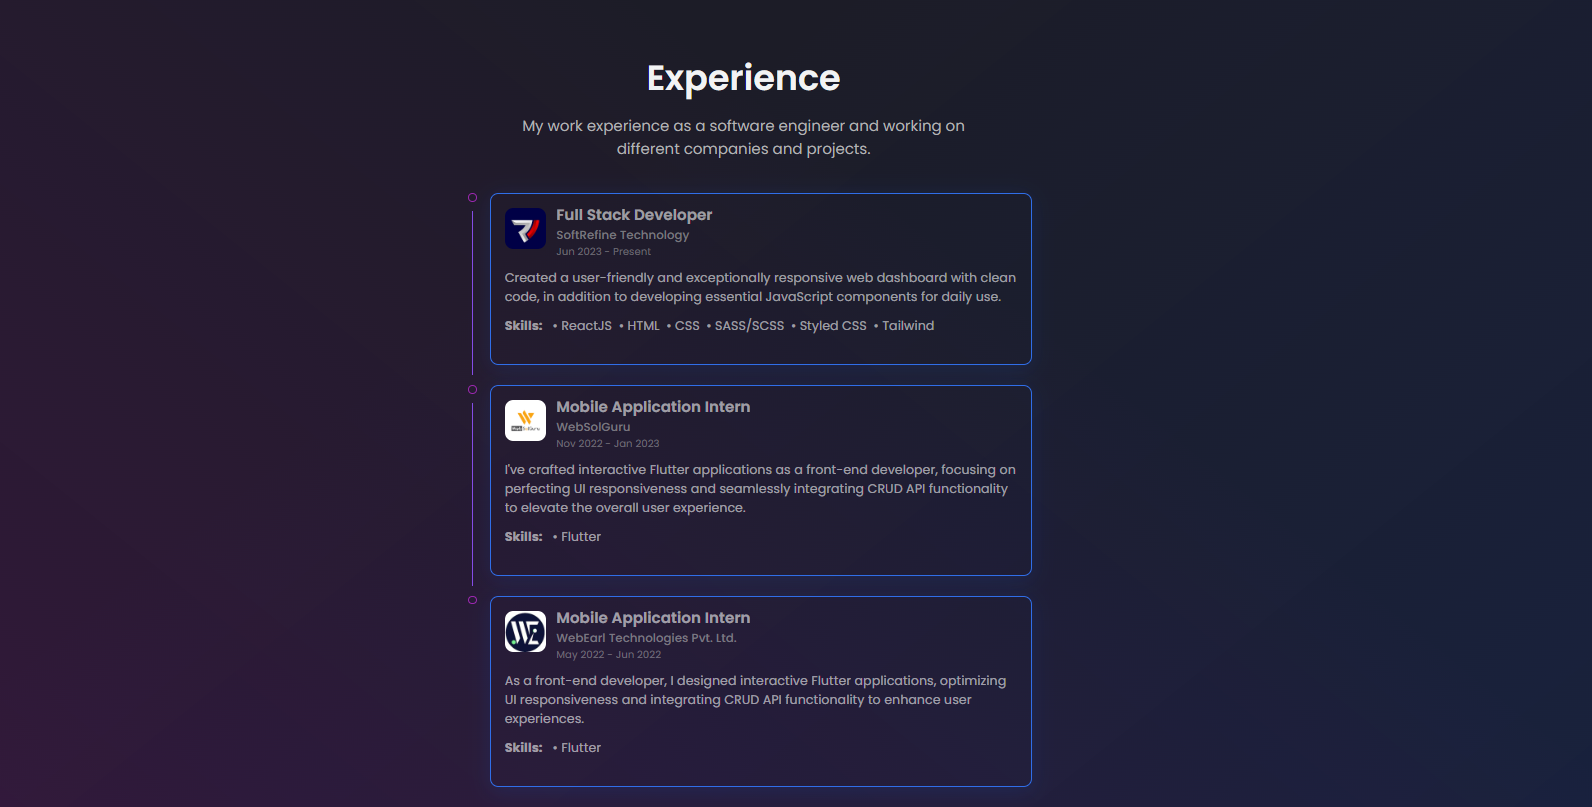 Experience
My work experience as a software engineer and working on
different companies and projects.
Full Stack Developer
SoftRefine Technology
Jun 2023 - Present
Created a user-friendly and exceptionally responsive web dashboard with clean
code, in addition to developing essential JavaScript components for daily use.
Skills: • ReactJS • HTML • CSS • SASS/SCSS • Styled CSS • Tailwind
Mobile Application Intern
WebSolGuru
Nov 2022 - Jan 2023
I've crafted interactive Flutter applications as a front-end developer, focusing on
perfecting UI responsiveness and seamlessly integrating CRUD API functionality
to elevate the overall user experience.
Skills: • Flutter
Mobile Application Intern
WebEarl Technologies Pvt. Ltd.
May 2022 - Jun 2022
As a front-end developer, I designed interactive Flutter applications, optimizing
UI responsiveness and integrating CRUD API functionality to enhance user
experiences.
Skills: • Flutter